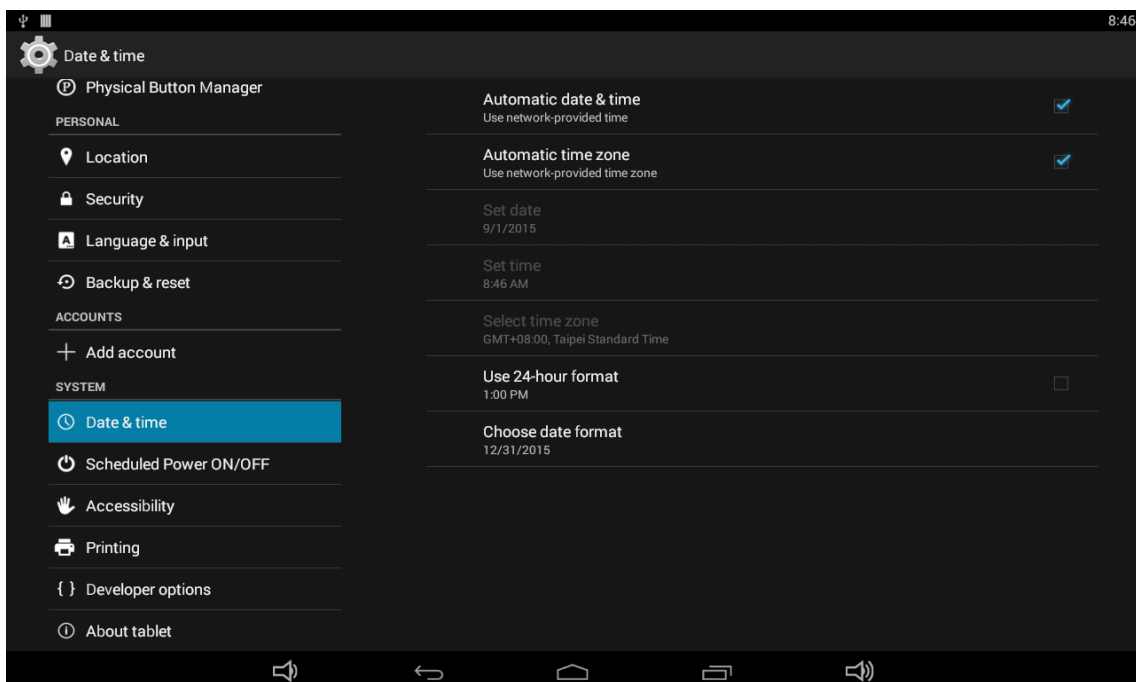 8:46
Date & time
Physical Button Manager
PERSONAL
Location
Security
Language & input
Backup & reset
ACCOUNTS
Add account
SYSTEM
Date & time
Scheduled Power ON/OFF
Accessibility
Printing
{ } Developer options
About tablet
Automatic date & time
Use network-provided time
Automatic time zone
Use network-provided time zone
Set date
9/1/2015
Set time
8:46 AM
Select time zone
GMT+08:00, Taipei Standard Time
Use 24-hour format
1:00 PM
Choose date format
12/31/2015